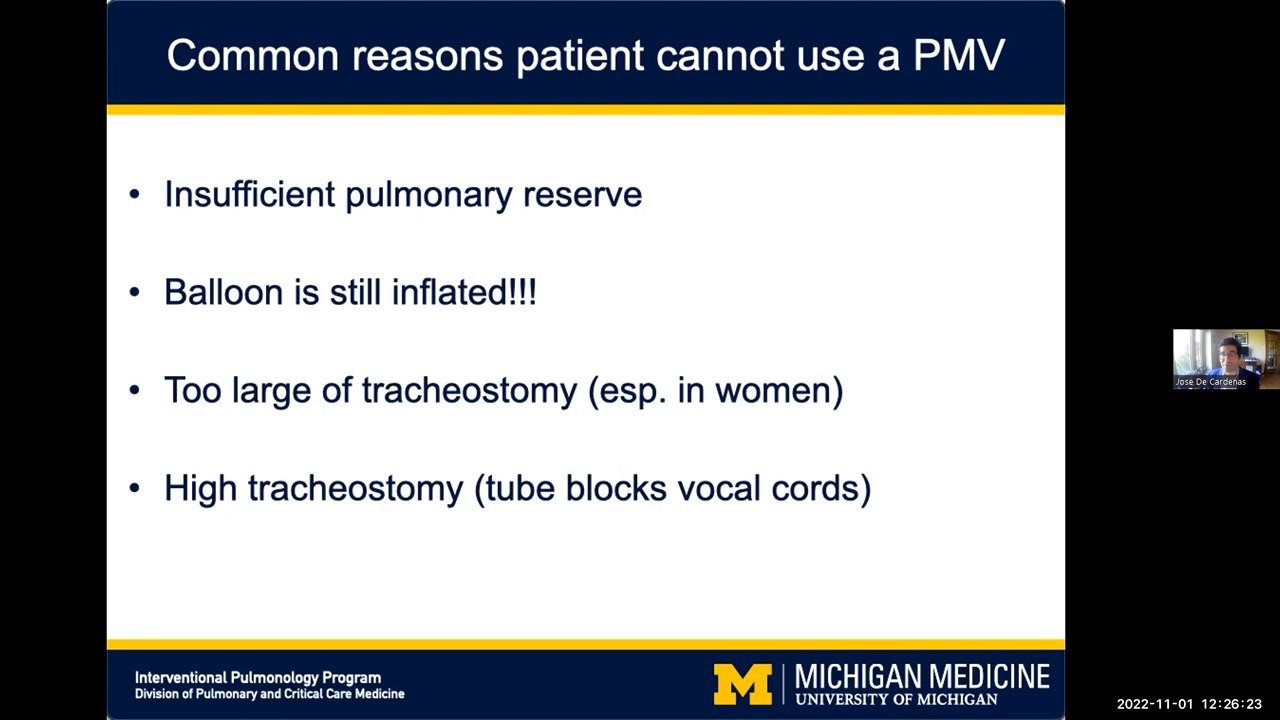 Common reasons patient cannot use a PMV
• Insufficient pulmonary reserve
• Balloon is still inflated!!!
• Too large of tracheostomy (esp. in women)
• High tracheostomy (tube blocks vocal cords)
Jose De Cardenas
Interventional Pulmonology Program
Division of Pulmonary and Critical Care Medicine
M
MICHIGAN MEDICINE
UNIVERSITY OF MICHIGAN
2022-11-01 12:26:23